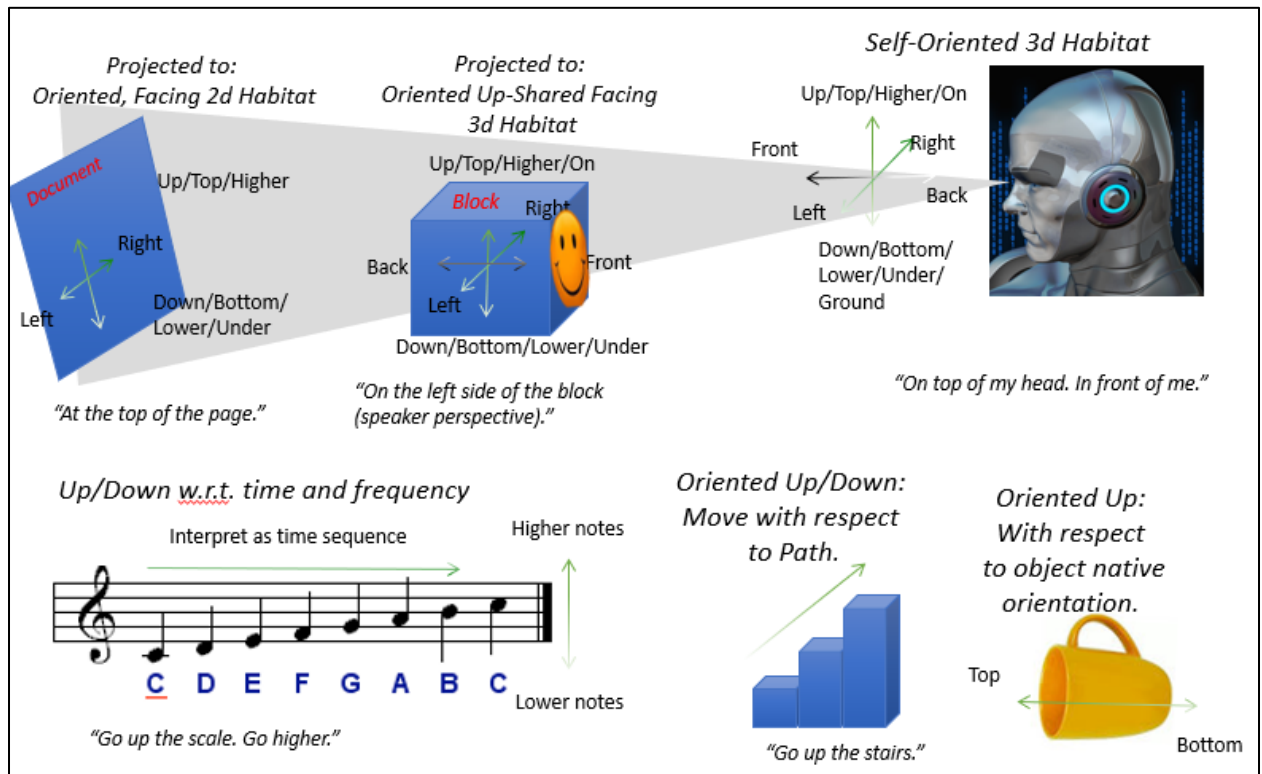 Self-Oriented 3d Habitat
Projected to:
Oriented, Facing 2d Habitat
Projected to:
Oriented Up-Shared Facing
3d Habitat
Up/Top/Higher/On
Front
Right
Left
Back
Down/Bottom/
Lower/Under/
Ground
Document
Up/Top/Higher
Right
Left
Down/Bottom/
Lower/Under
Up/Top/Higher/On
Block
Right
Back
Front
Left
Down/Bottom/Lower/Under
“At the top of the page.”
“On the left side of the block
(speaker perspective).”
“On top of my head. In front of me.”
Up/Down w.r.t. time and frequency
Interpret as time sequence
Higher notes
C D E F G A B C
Lower notes
“Go up the scale. Go higher.”
Oriented Up/Down:
Move with respect
to Path.
“Go up the stairs.”
Oriented Up:
With respect
to object native
orientation.
Top
Bottom